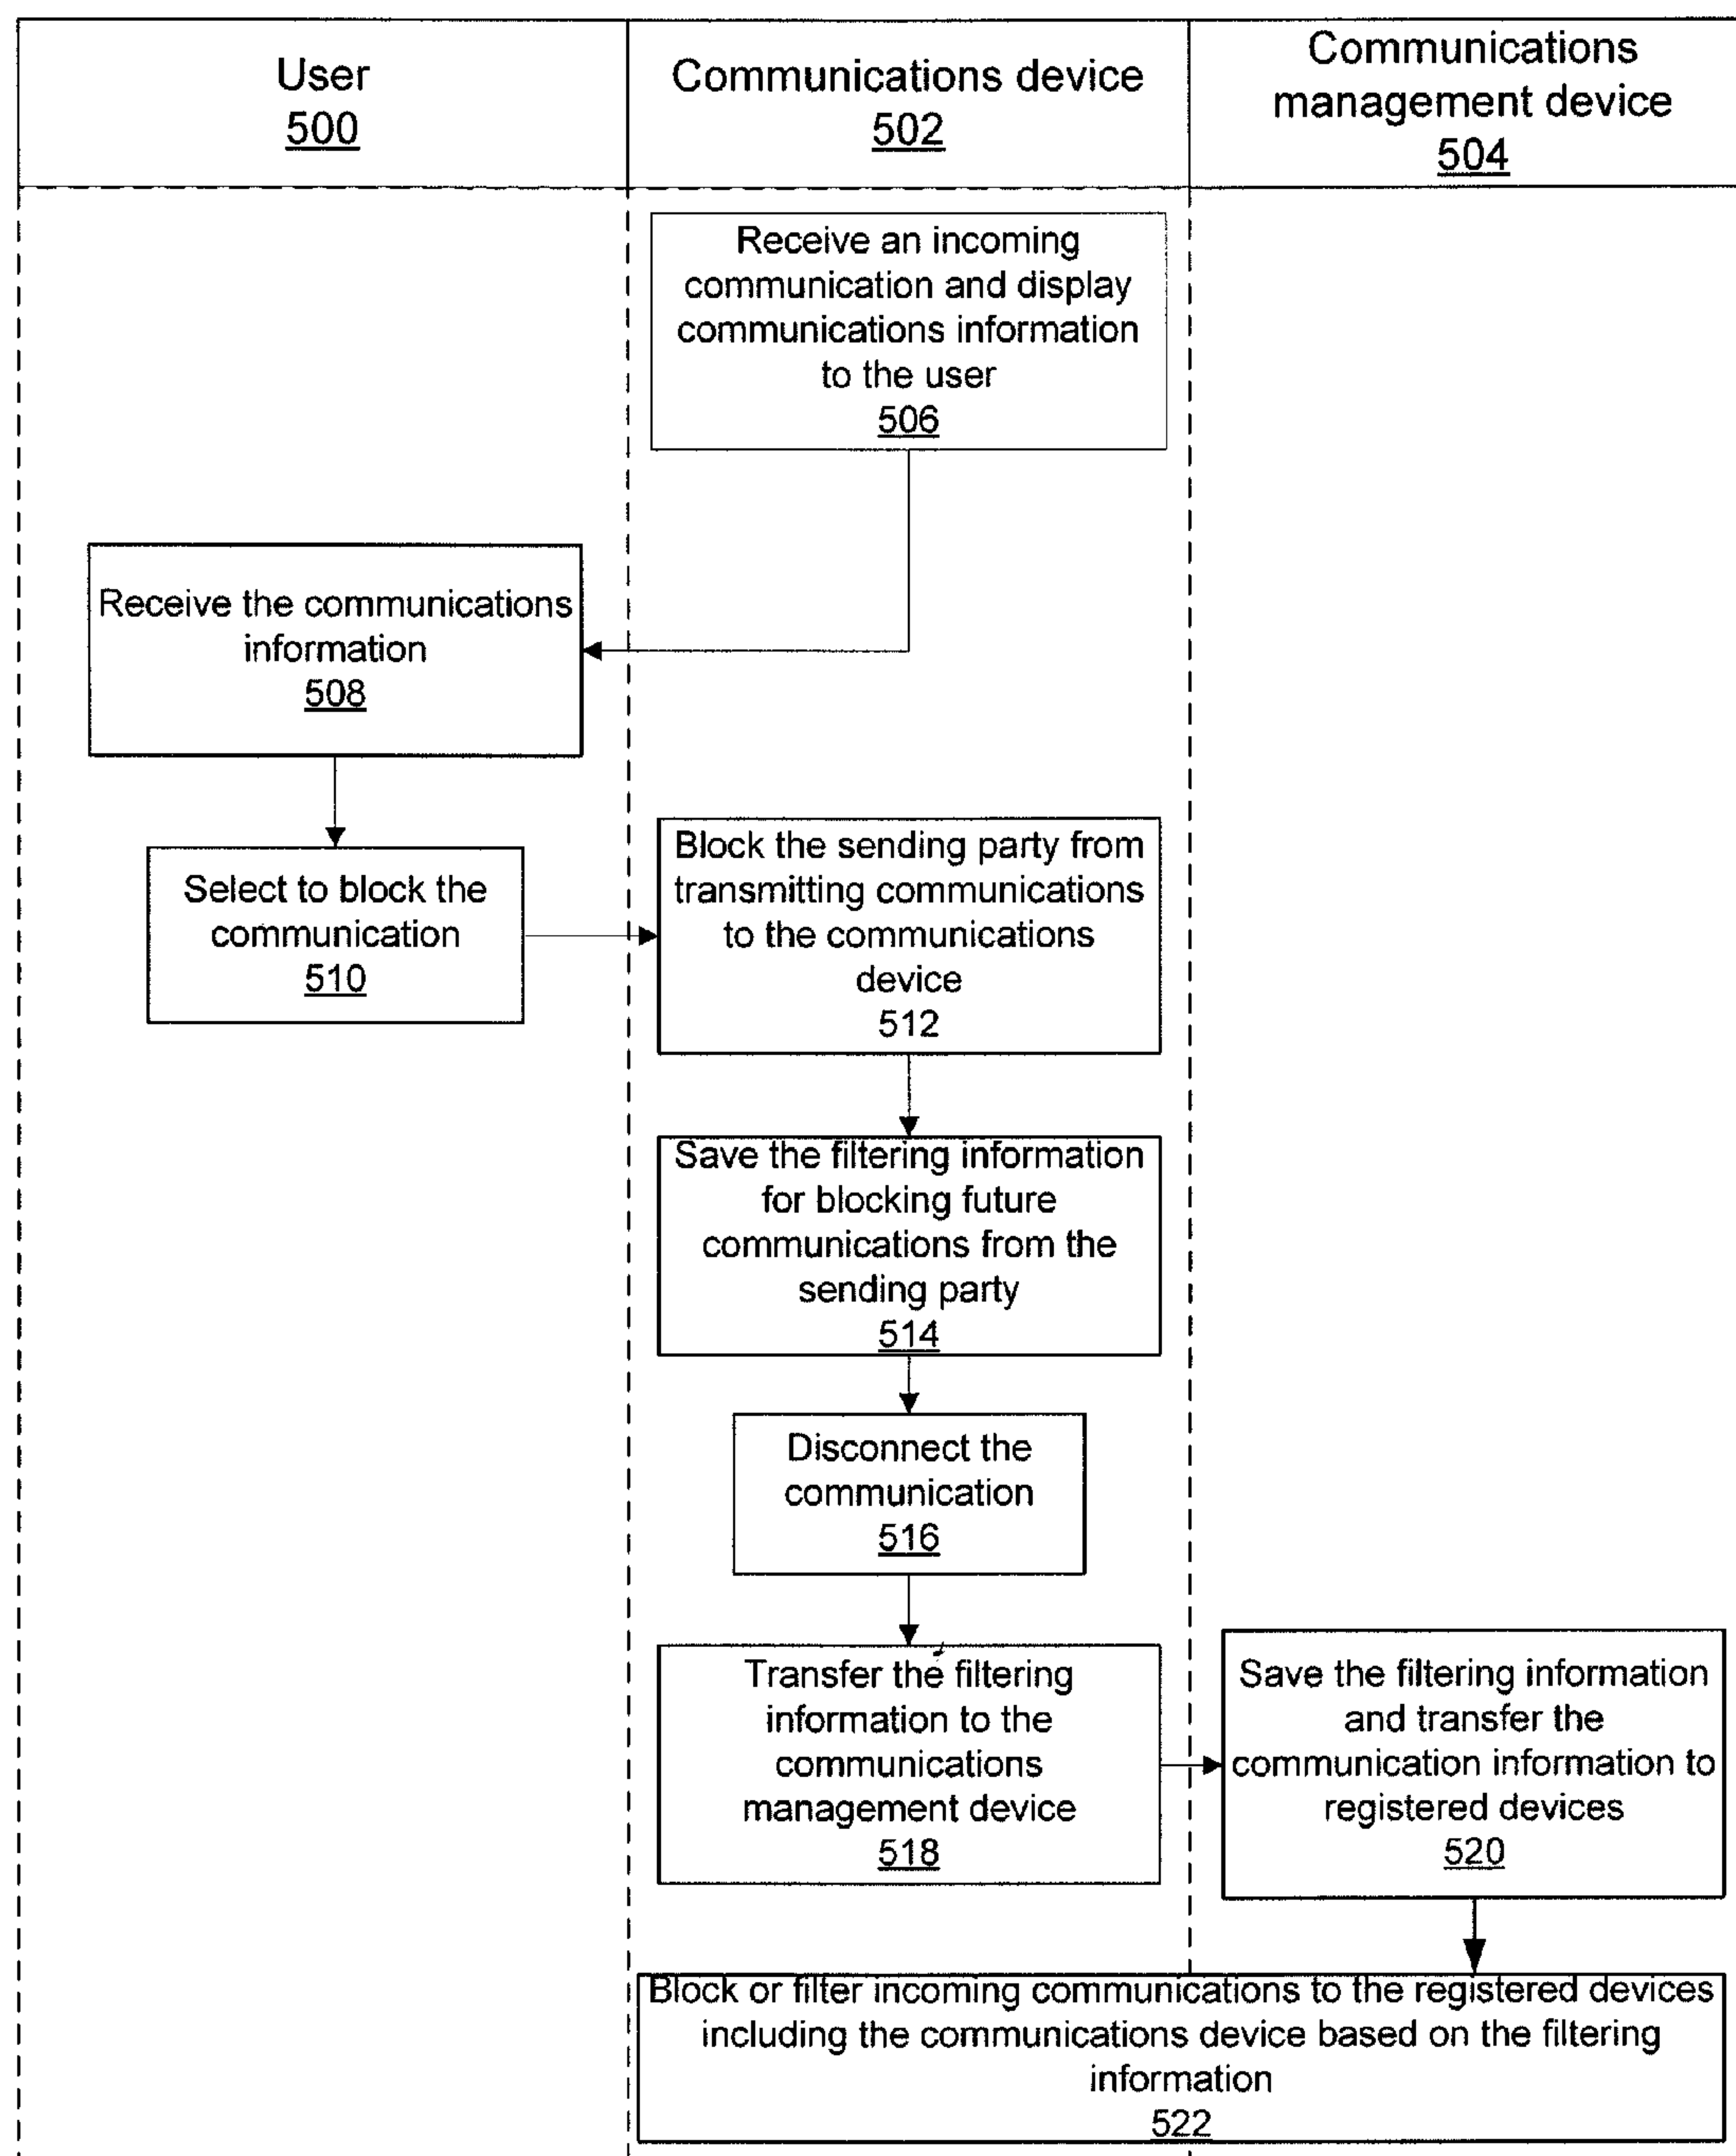 User
500
Communications device
502
Communications
management device
504
Receive an incoming
communication and display
communications information
to the user
506
Receive the communications
information
508
Select to block the
communication
510
Block the sending party from
transmitting communications
to the communications
device
512
Save the filtering information
for blocking future
communications from the
sending party
514
Disconnect the
communication
516
Transfer the filtering
information to the
communications
management device
518
Save the filtering information
and transfer the
communication information to
registered devices
520
Block or filter incoming communications to the registered devices
including the communications device based on the filtering
information
522